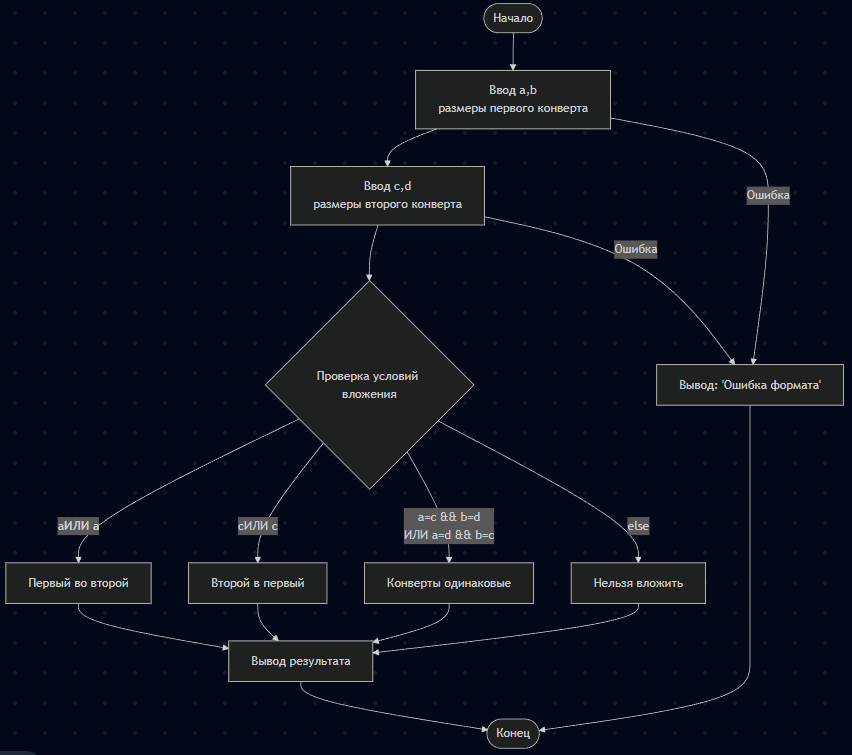 Начало
Ввод a,b
размеры первого конверта
Ввод c,d
размеры второго конверта
Ошибка
Ошибка
Проверка условий
вложения
Вывод: 'Ошибка формата'
aИЛИ a
cИЛИ c
a=c && b=d
ИЛИ a=d && b=c
else
Первый во второй
Второй в первый
Конверты одинаковые
Нельзя вложить
Вывод результата
Конец